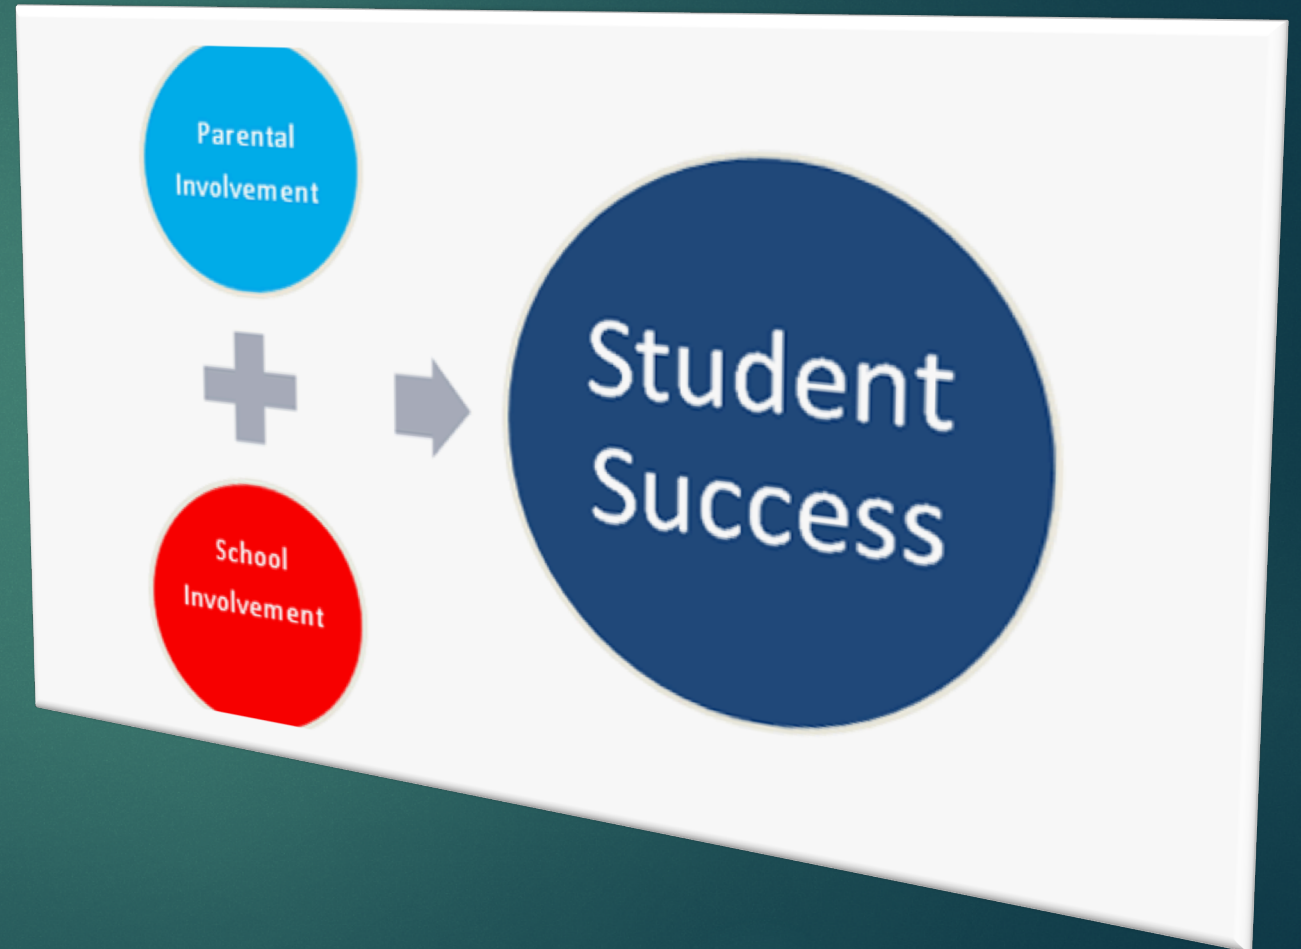 Parental
Involvement
School
Involvement
Student
Success